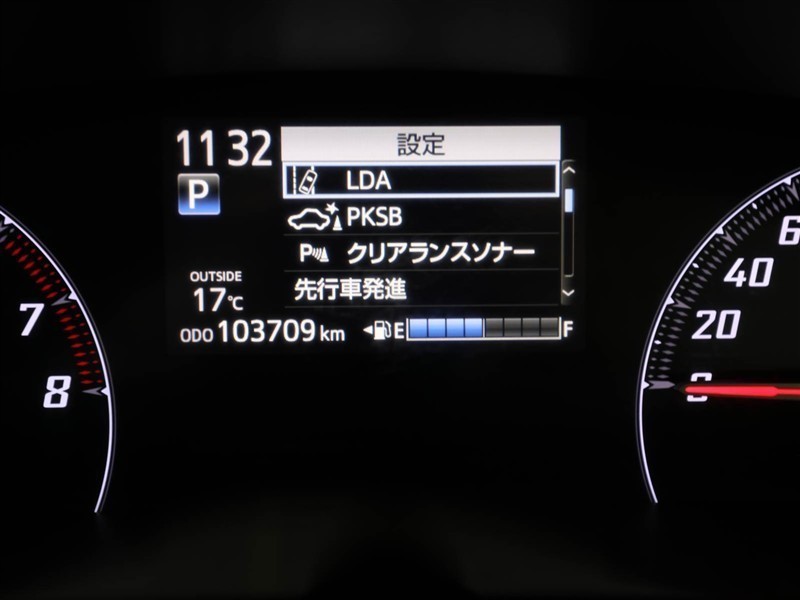 11 32
設定
LDA
P
PKSB
P クリアランスソナー
先行車発進
OUTSIDE
17℃
ODO 103709 km
E F
7
8
60
40
20
0